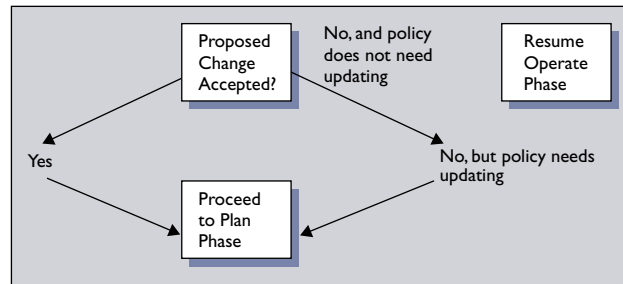 Proposed
Change
Accepted?
No, and policy
does not need
updating
Resume
Operate
Phase
Yes
No, but policy needs
updating
Proceed
to Plan
Phase